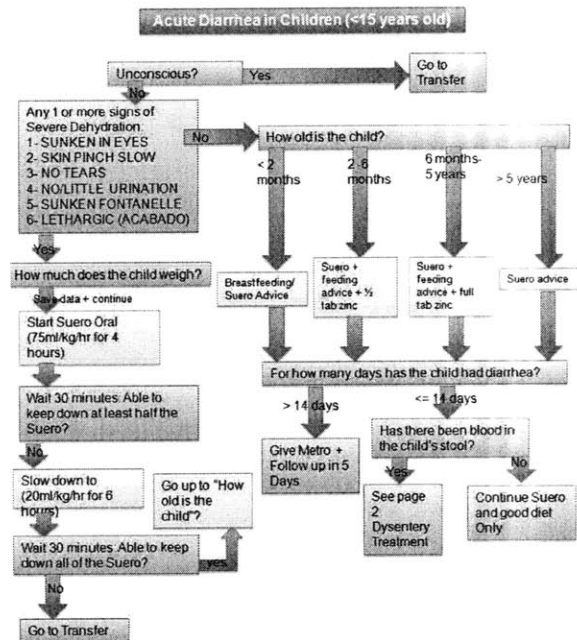 Acute Diarrhea in Children (<15 years old)
Unconscious?
Yes
Go to
Transfer
No
Any 1 or more signs of
Severe Dehydration:
1- SUNKEN IN EYES
2- SKIN PINCH SLOW
3- NO TEARS
4- NO/LITTLE URINATION
5- SUNKEN FONTANELLE
6- LETHARGIC (ACABADO)
No
How old is the child?
< 2
months
2-6
months
6 months-
5 years
> 5 years
Yes
How much does the child weigh?
Save data + continue
Breastfeeding/
Suero Advice
Suero +
feeding
advice + ½
tab zinc
Suero +
feeding
advice + full
tab zinc
Suero advice
Start Suero Oral
(75ml/kg/hr for 4
hours)
For how many days has the child had diarrhea?
> 14 days
<= 14 days
Wait 30 minutes: Able to
keep down at least half the
Suero?
No
Give Metro +
Follow up in 5
Days
Has there been blood in
the child's stool?
Yes
No
See page
2
Dysentery
Treatment
Continue Suero
and good diet
Only
Slow down to
(20ml/kg/hr for 6
hours)
Go up to "How
old is the
child"?
Wait 30 minutes: Able to keep
down all of the Suero?
yes
No
Go to Transfer